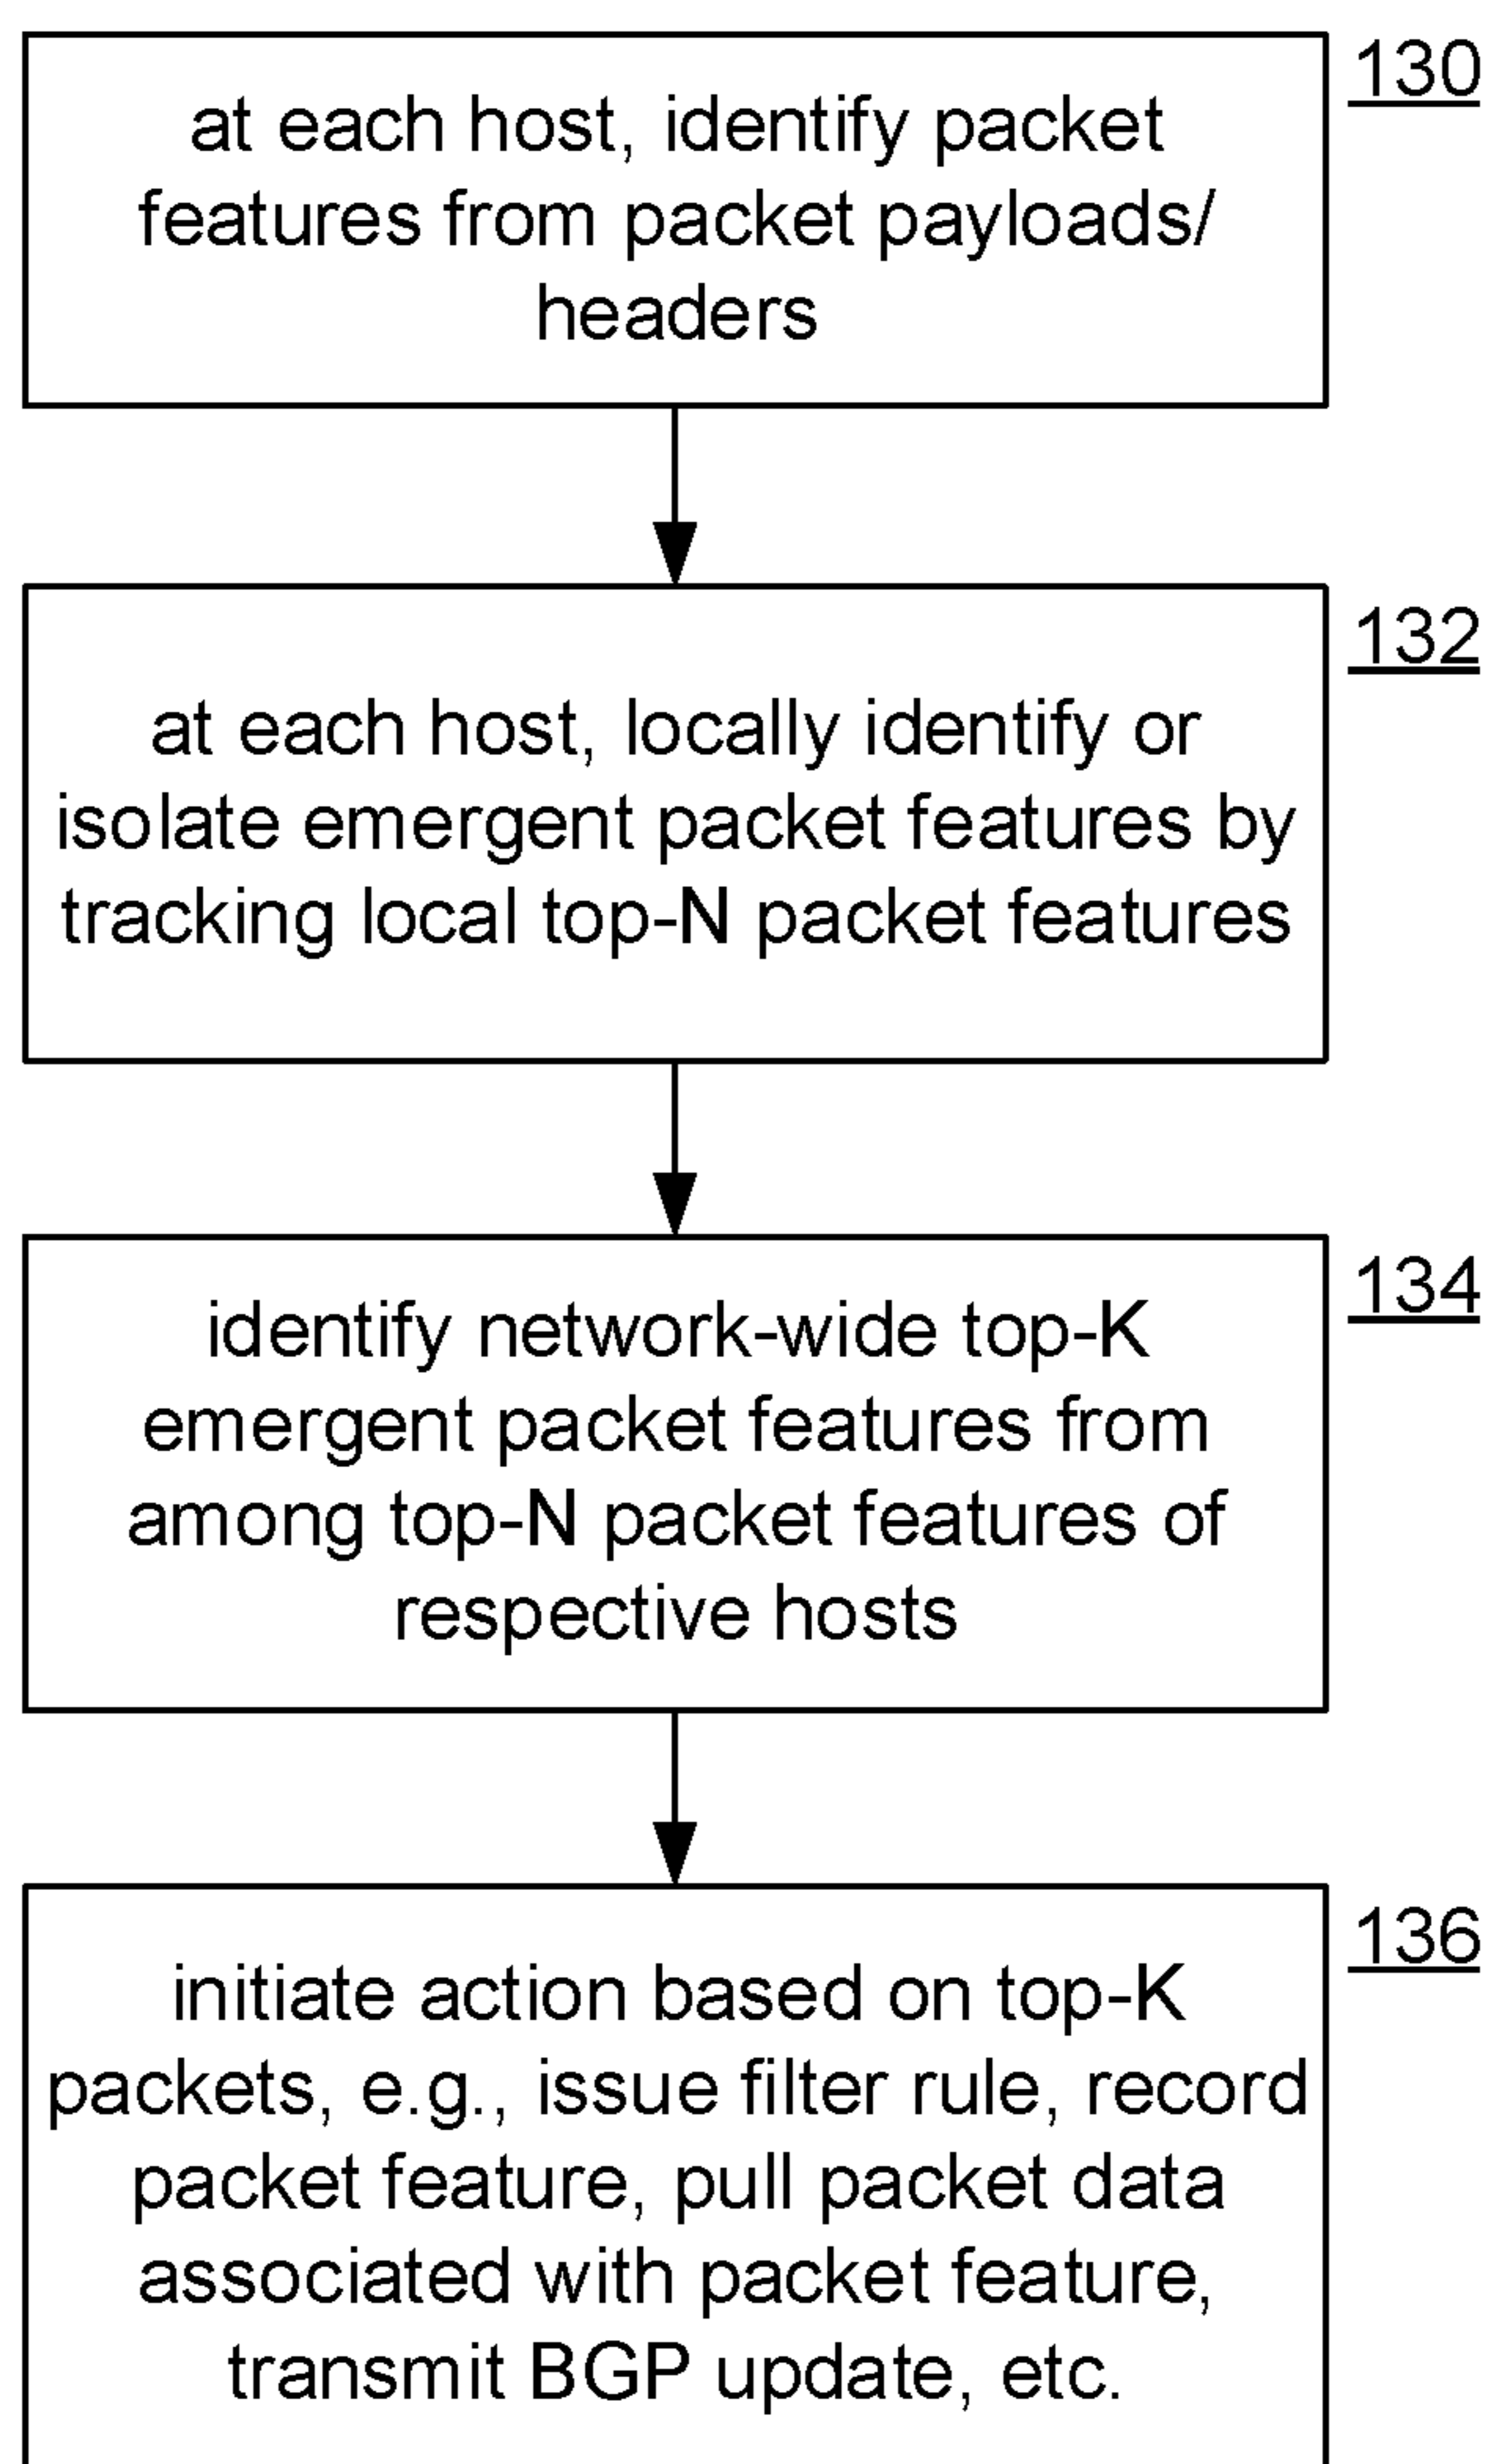 130
at each host, identify packet
features from packet payloads/
headers
132
at each host, locally identify or
isolate emergent packet features by
tracking local top-N packet features
134
identify network-wide top-K
emergent packet features from
among top-N packet features of
respective hosts
136
initiate action based on top-K
packets, e.g., issue filter rule, record
packet feature, pull packet data
associated with packet feature,
transmit BGP update, etc.